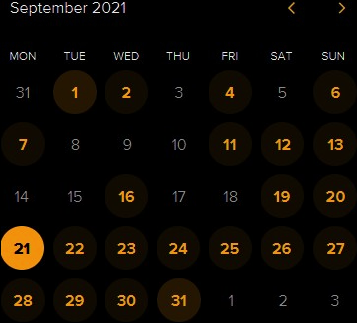 September 2021
MON TUE WED THU FRI SAT SUN
31 1 2 3 4 5 6
7 8 9 10 11 12 13
14 15 16 17 18 19 20
21 22 23 24 25 26 27
28 29 30 31 1 2 3